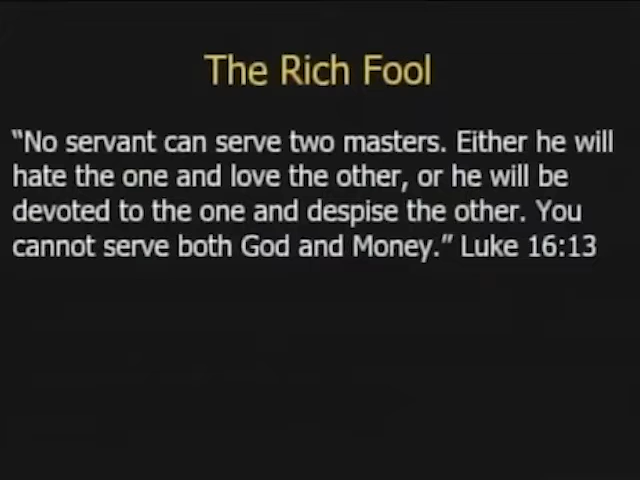 The Rich Fool
“No servant can serve two masters. Either he will
hate the one and love the other, or he will be
devoted to the one and despise the other. You
cannot serve both God and Money.” Luke 16:13